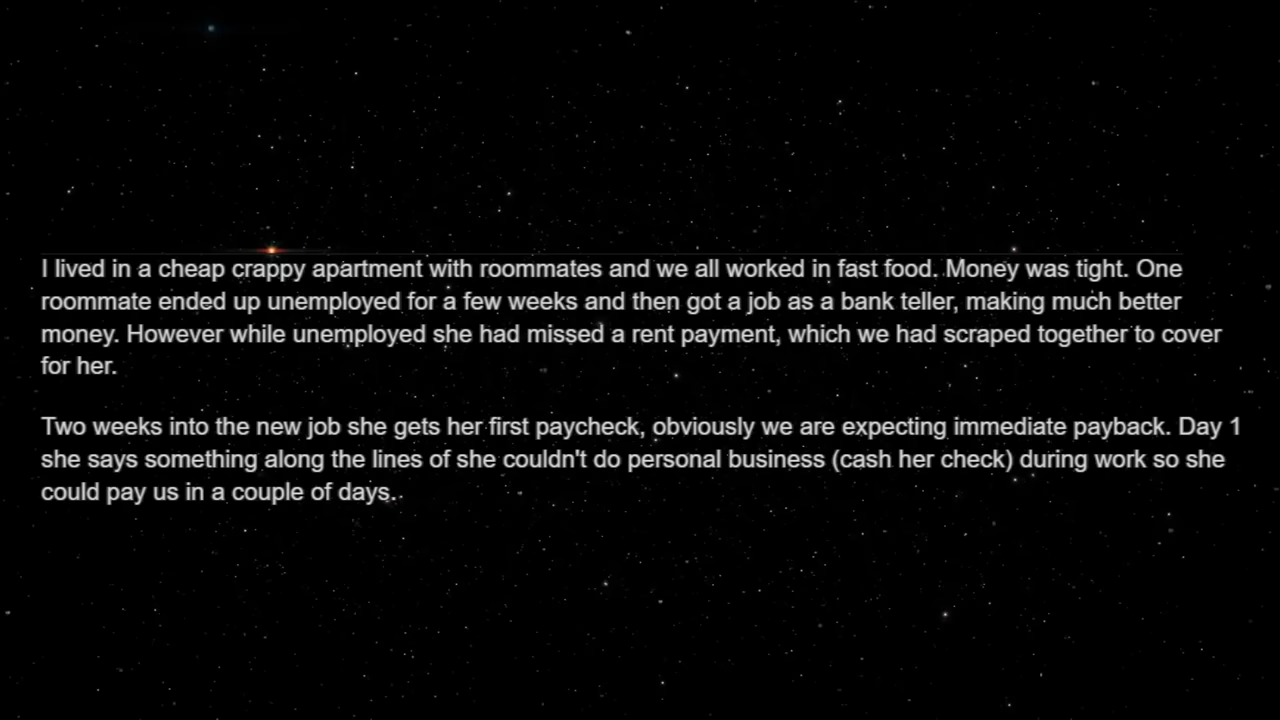 I lived in a cheap crappy apartment with roommates and we all worked in fast food. Money was tight. One
roommate ended up unemployed for a few weeks and then got a job as a bank teller, making much better
money. However while unemployed she had missed a rent payment, which we had scraped together to cover
for her.
Two weeks into the new job she gets her first paycheck, obviously we are expecting immediate payback. Day 1
she says something along the lines of she couldn't do personal business (cash her check) during work so she
could pay us in a couple of days.